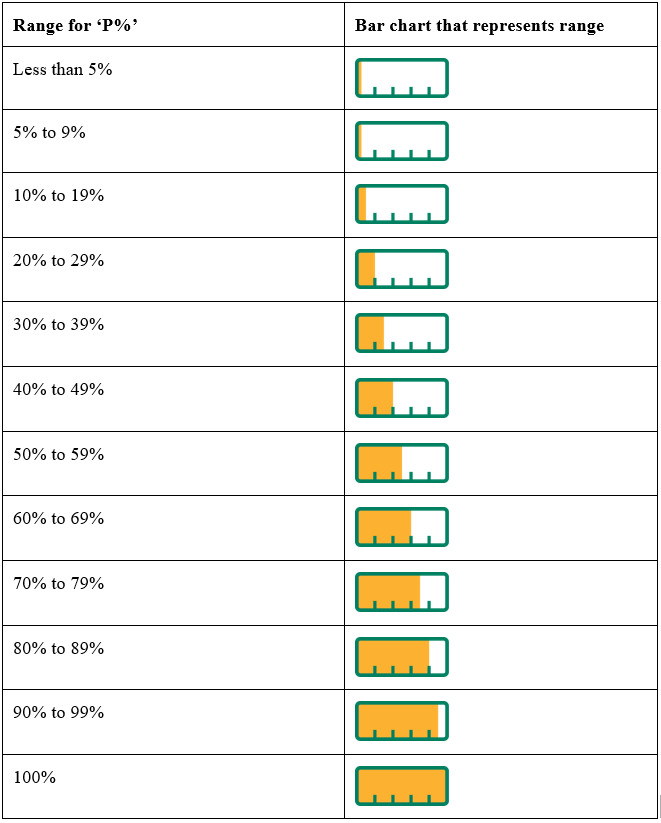 Range for ‘P%’ Bar chart that represents range
Less than 5%
5% to 9%
10% to 19%
20% to 29%
30% to 39%
40% to 49%
50% to 59%
60% to 69%
70% to 79%
80% to 89%
90% to 99%
100%